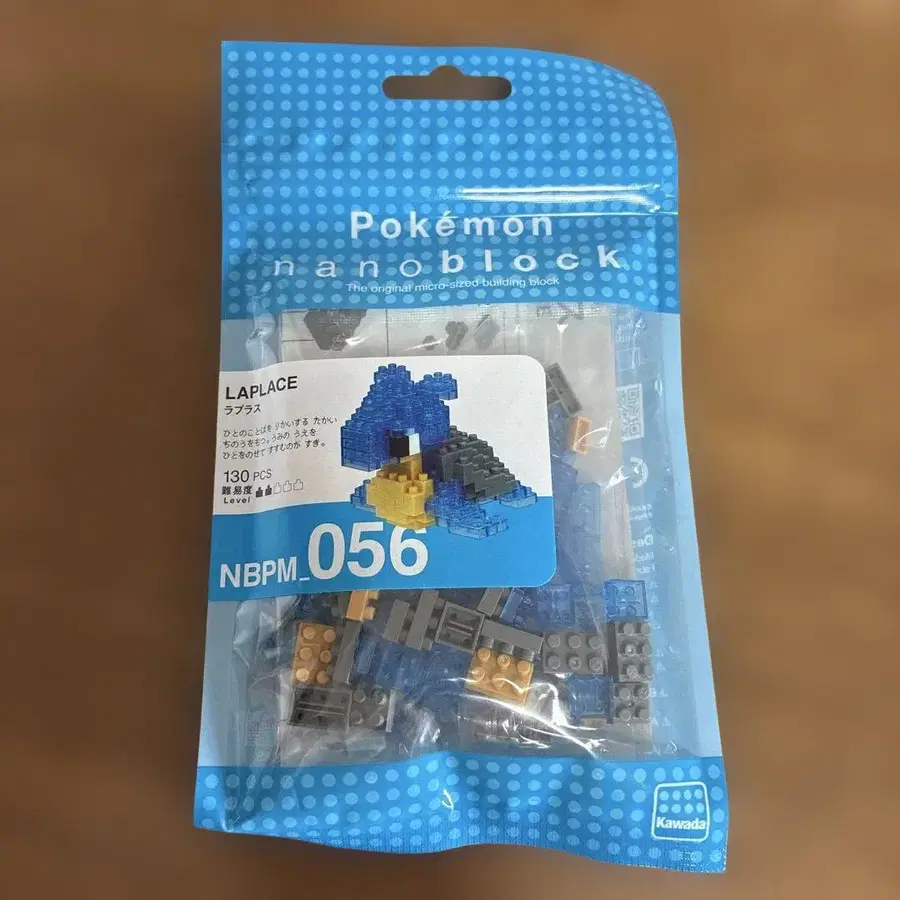 Pokémon
nanoblock
The original micro-sized building block
LAPLACE
ラプラス
ひとのことばを りかいする たかい
ちのうをもつ。うみの うえを
ひとをのせて すすむのが すき。
130 PCS
難易度
Level
NBPM_056
Kawada